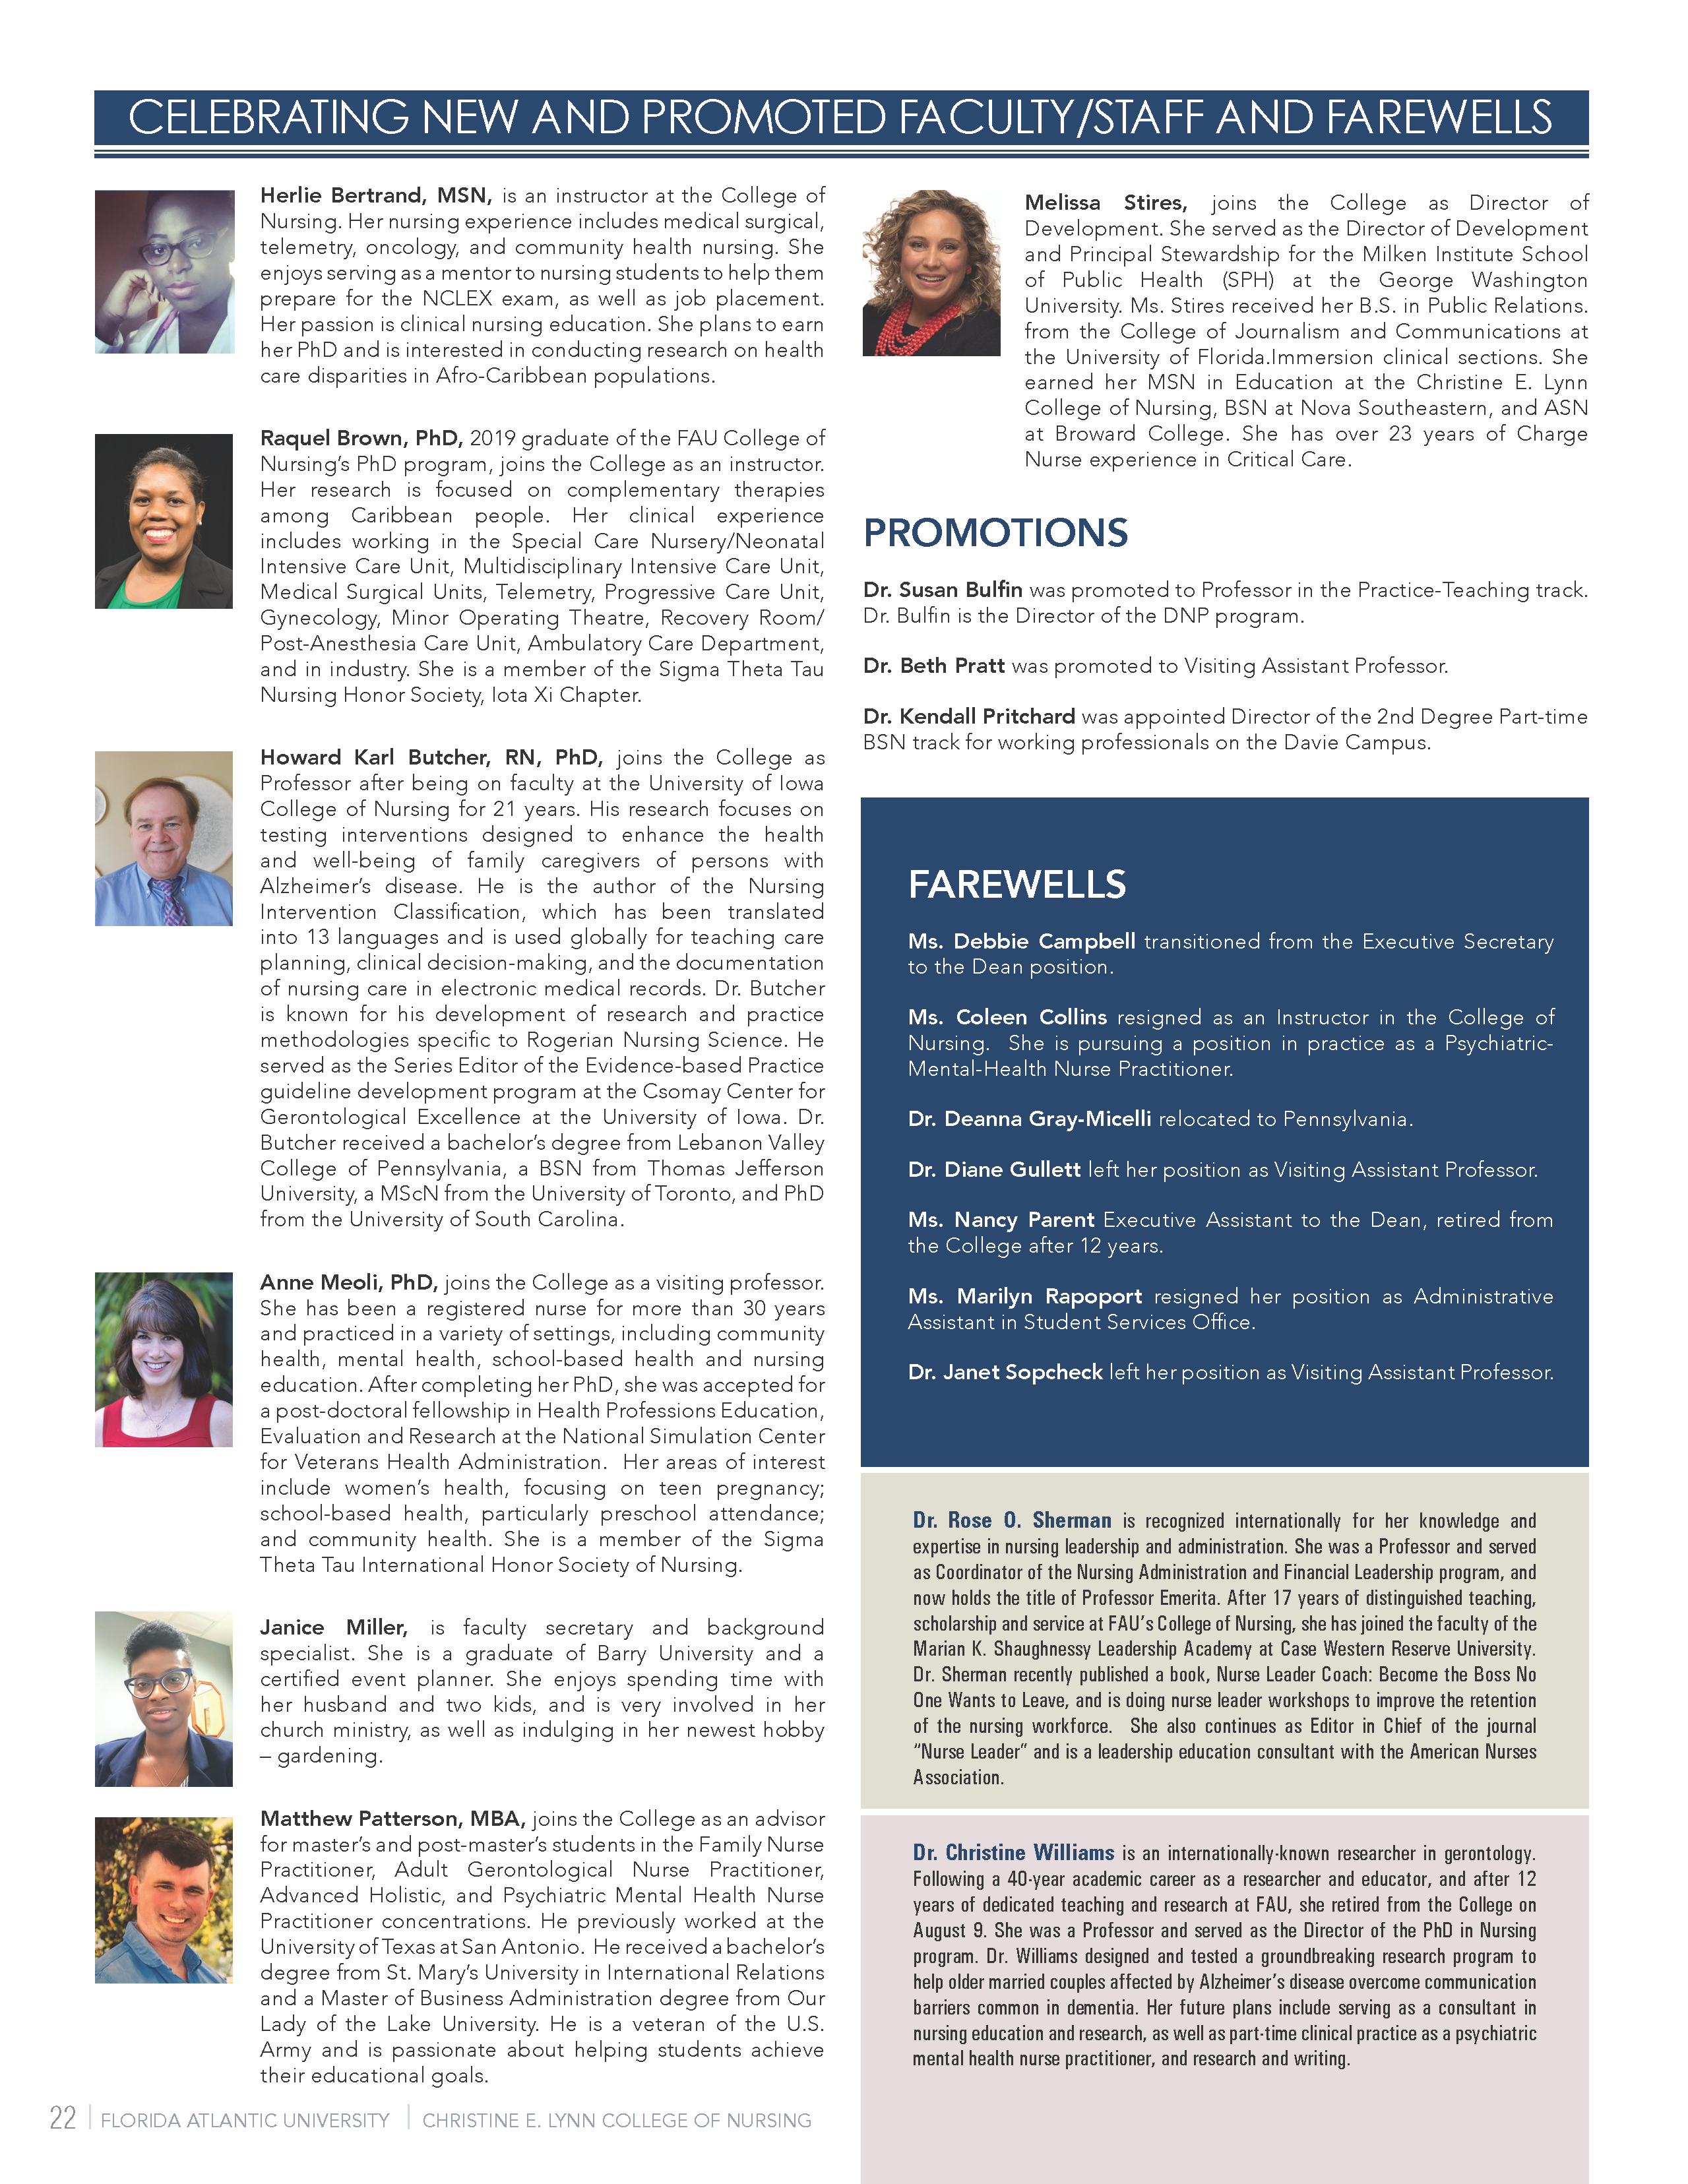 CELEBRATING NEW AND PROMOTED FACULTY/STAFF AND FAREWELLS
Herlie Bertrand, MSN, is an instructor at the College of
Nursing. Her nursing experience includes medical surgical,
telemetry, oncology, and community health nursing. She
enjoys serving as a mentor to nursing students to help them
prepare for the NCLEX exam, as well as job placement.
Her passion is clinical nursing education. She plans to earn
her PhD and is interested in conducting research on health
care disparities in Afro-Caribbean populations.
Raquel Brown, PhD, 2019 graduate of the FAU College of
Nursing’s PhD program, joins the College as an instructor.
Her research is focused on complementary therapies
among Caribbean people. Her clinical experience
includes working in the Special Care Nursery/Neonatal
Intensive Care Unit, Multidisciplinary Intensive Care Unit,
Medical Surgical Units, Telemetry, Progressive Care Unit,
Gynecology, Minor Operating Theatre, Recovery Room/
Post-Anesthesia Care Unit, Ambulatory Care Department,
and in industry. She is a member of the Sigma Theta Tau
Nursing Honor Society, Iota Xi Chapter.
Howard Karl Butcher, RN, PhD, joins the College as
Professor after being on faculty at the University of Iowa
College of Nursing for 21 years. His research focuses on
testing interventions designed to enhance the health
and well-being of family caregivers of persons with
Alzheimer’s disease. He is the author of the Nursing
Intervention Classification, which has been translated
into 13 languages and is used globally for teaching care
planning, clinical decision-making, and the documentation
of nursing care in electronic medical records. Dr. Butcher
is known for his development of research and practice
methodologies specific to Rogerian Nursing Science. He
served as the Series Editor of the Evidence-based Practice
guideline development program at the Csomay Center for
Gerontological Excellence at the University of Iowa. Dr.
Butcher received a bachelor’s degree from Lebanon Valley
College of Pennsylvania, a BSN from Thomas Jefferson
University, a MScN from the University of Toronto, and PhD
from the University of South Carolina.
Anne Meoli, PhD, joins the College as a visiting professor.
She has been a registered nurse for more than 30 years
and practiced in a variety of settings, including community
health, mental health, school-based health and nursing
education. After completing her PhD, she was accepted for
a post-doctoral fellowship in Health Professions Education,
Evaluation and Research at the National Simulation Center
for Veterans Health Administration.  Her areas of interest
include women’s health, focusing on teen pregnancy;
school-based health, particularly preschool attendance;
and community health. She is a member of the Sigma
Theta Tau International Honor Society of Nursing.
Janice Miller, is faculty secretary and background
specialist. She is a graduate of Barry University and a
certified event planner. She enjoys spending time with
her husband and two kids, and is very involved in her
church ministry, as well as indulging in her newest hobby
– gardening.
Matthew Patterson, MBA, joins the College as an advisor
for master’s and post-master’s students in the Family Nurse
Practitioner, Adult Gerontological Nurse Practitioner,
Advanced Holistic, and Psychiatric Mental Health Nurse
Practitioner concentrations. He previously worked at the
University of Texas at San Antonio. He received a bachelor’s
degree from St. Mary’s University in International Relations
and a Master of Business Administration degree from Our
Lady of the Lake University. He is a veteran of the U.S.
Army and is passionate about helping students achieve
their educational goals.
Melissa Stires, joins the College as Director of
Development. She served as the Director of Development
and Principal Stewardship for the Milken Institute School
of Public Health (SPH) at the George Washington
University. Ms. Stires received her B.S. in Public Relations.
from the College of Journalism and Communications at
the University of Florida.Immersion clinical sections. She
earned her MSN in Education at the Christine E. Lynn
College of Nursing, BSN at Nova Southeastern, and ASN
at Broward College. She has over 23 years of Charge
Nurse experience in Critical Care.
PROMOTIONS
Dr. Susan Bulfin was promoted to Professor in the Practice-Teaching track.
Dr. Bulfin is the Director of the DNP program.
Dr. Beth Pratt was promoted to Visiting Assistant Professor.
Dr. Kendall Pritchard was appointed Director of the 2nd Degree Part-time
BSN track for working professionals on the Davie Campus.
FAREWELLS
Ms. Debbie Campbell transitioned from the Executive Secretary
to the Dean position.
Ms. Coleen Collins resigned as an Instructor in the College of
Nursing.  She is pursuing a position in practice as a Psychiatric-
Mental-Health Nurse Practitioner.
Dr. Deanna Gray-Micelli relocated to Pennsylvania.
Dr. Diane Gullett left her position as Visiting Assistant Professor.
Ms. Nancy Parent Executive Assistant to the Dean, retired from
the College after 12 years.
Ms. Marilyn Rapoport resigned her position as Administrative
Assistant in Student Services Office.
Dr. Janet Sopcheck left her position as Visiting Assistant Professor.
Dr. Rose O. Sherman is recognized internationally for her knowledge and
expertise in nursing leadership and administration. She was a Professor and served
as Coordinator of the Nursing Administration and Financial Leadership program, and
now holds the title of Professor Emerita. After 17 years of distinguished teaching,
scholarship and service at FAU’s College of Nursing, she has joined the faculty of the
Marian K. Shaughnessy Leadership Academy at Case Western Reserve University.
Dr. Sherman recently published a book, Nurse Leader Coach: Become the Boss No
One Wants to Leave, and is doing nurse leader workshops to improve the retention
of the nursing workforce.  She also continues as Editor in Chief of the journal
“Nurse Leader” and is a leadership education consultant with the American Nurses
Association.
Dr. Christine Williams is an internationally-known researcher in gerontology.
Following a 40-year academic career as a researcher and educator, and after 12
years of dedicated teaching and research at FAU, she retired from the College on
August 9. She was a Professor and served as the Director of the PhD in Nursing
program. Dr. Williams designed and tested a groundbreaking research program to
help older married couples affected by Alzheimer’s disease overcome communication
barriers common in dementia. Her future plans include serving as a consultant in
nursing education and research, as well as part-time clinical practice as a psychiatric
mental health nurse practitioner, and research and writing.
22 | FLORIDA ATLANTIC UNIVERSITY | CHRISTINE E. LYNN COLLEGE OF NURSING